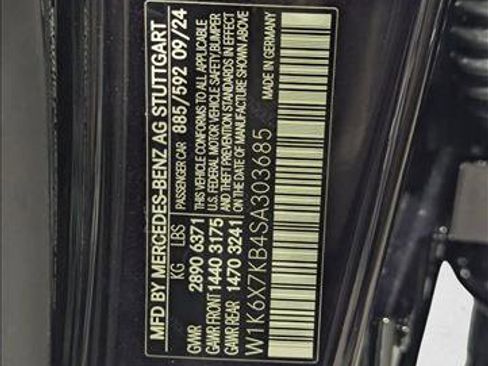 MFD BY MERCEDES-BENZ AG STUTTGART
KG LBS PASSENGER CAR 885/592 09/24
GVWR 2890 6371
GAWR FRONT 1440 3175
GAWR REAR 1470 3241
THIS VEHICLE CONFORMS TO ALL APPLICABLE
U.S. FEDERAL MOTOR VEHICLE SAFETY, BUMPER
AND THEFT PREVENTION STANDARDS IN EFFECT
ON THE DATE OF MANUFACTURE SHOWN ABOVE
W1K6X7KB4SA303685 MADE IN GERMANY